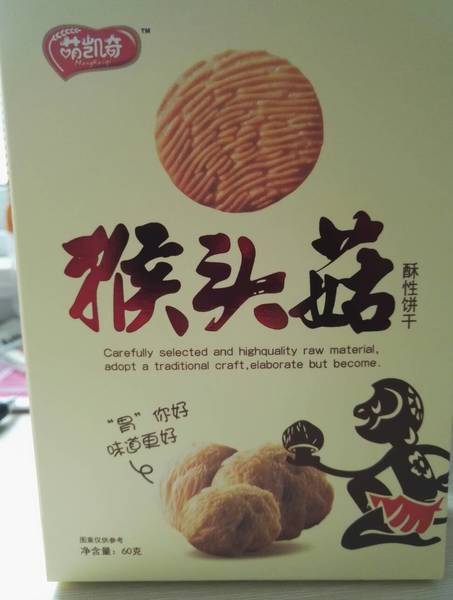 萌凯奇
MengKaiqi
TM
猴头菇
酥性饼干
Carefully selected and highquality raw material,
adopt a traditional craft,elaborate but become.
“胃”你好
味道更好
图案仅供参考
净含量：60克